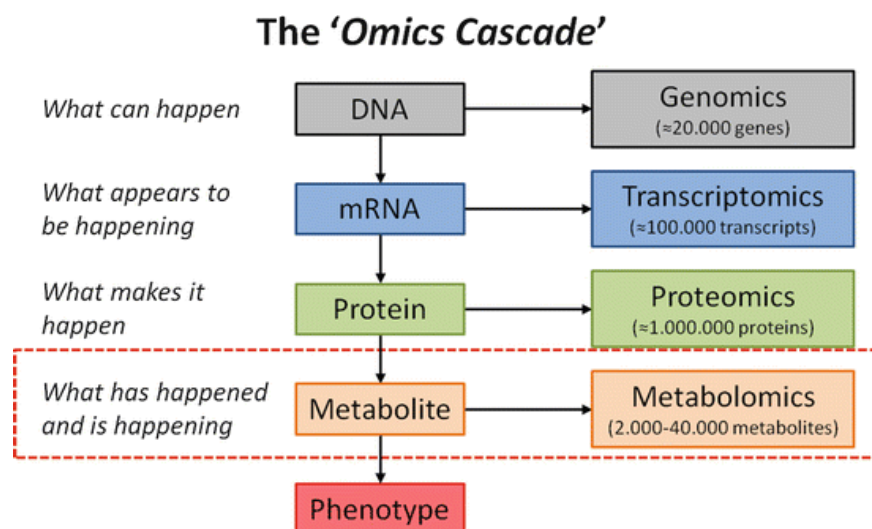 The ‘Omics Cascade’
What can happen
DNA
Genomics
(≈20.000 genes)
What appears to
be happening
mRNA
Transcriptomics
(≈100.000 transcripts)
What makes it
happen
Protein
Proteomics
(≈1.000.000 proteins)
What has happened
and is happening
Metabolite
Metabolomics
(2.000-40.000 metabolites)
Phenotype